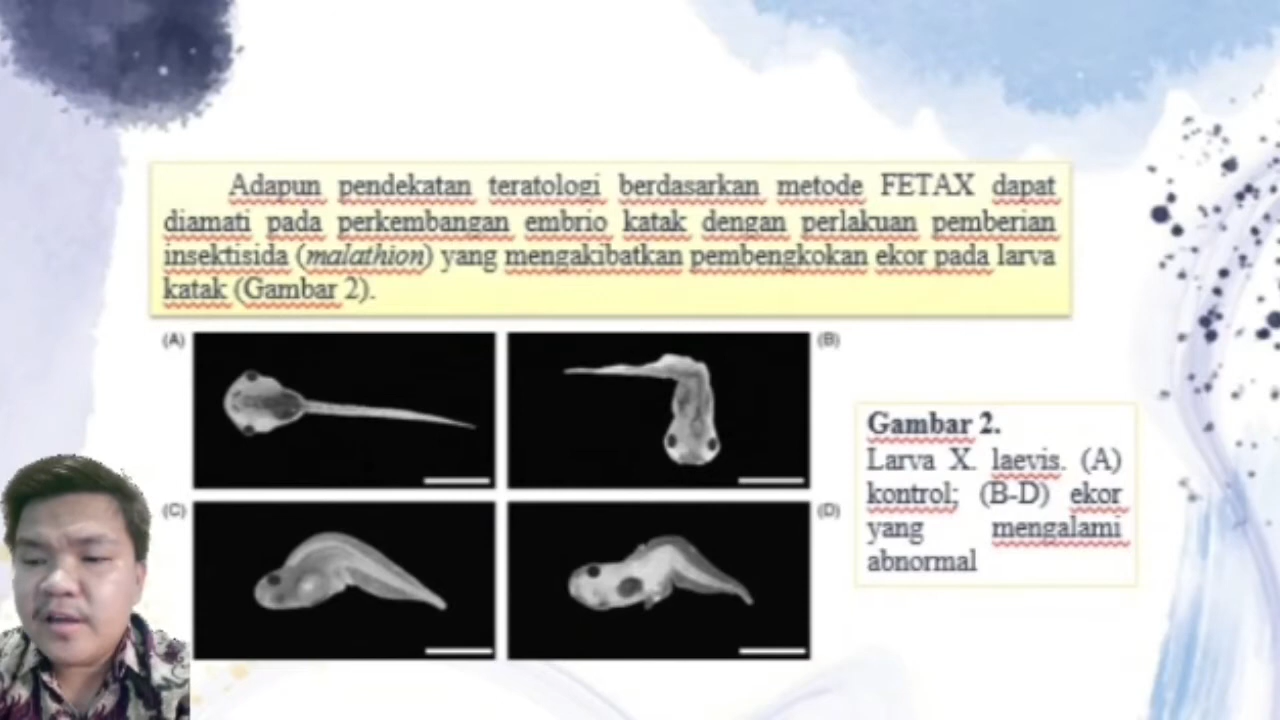 Adapun pendekatan teratologi berdasarkan metode FETAX dapat
diamati pada perkembangan embrio katak dengan perlakuan pemberian
insektisida (malathion) yang mengakibatkan pembengkokan ekor pada larva
katak (Gambar 2).
(A)
(B)
(C)
(D)
Gambar 2.
Larva X. laevis. (A)
kontrol; (B-D) ekor
yang mengalami
abnormal